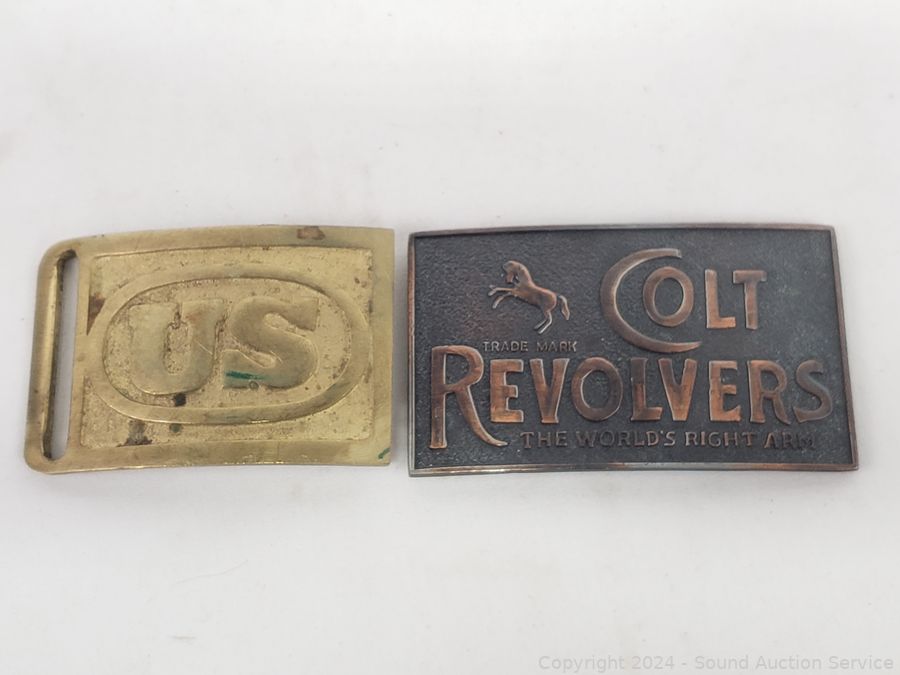 US
COLT
TRADE MARK
REVOLVERS
THE WORLD'S RIGHT ARM
Copyright 2024 - Sound Auction Service